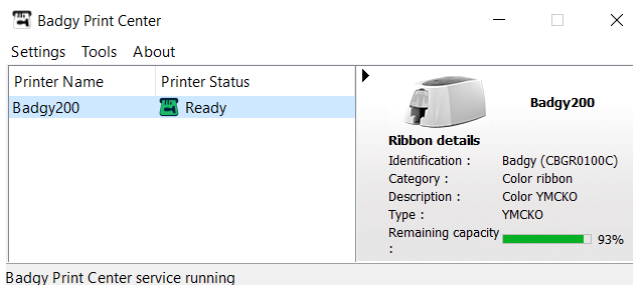 Badgy Print Center
Settings Tools About
Printer Name Printer Status
Badgy200 Ready
Badgy200
Ribbon details
Identification : Badgy (CBGR0100C)
Category : Color ribbon
Description : Color YMCKO
Type : YMCKO
Remaining capacity : 93%
Badgy Print Center service running